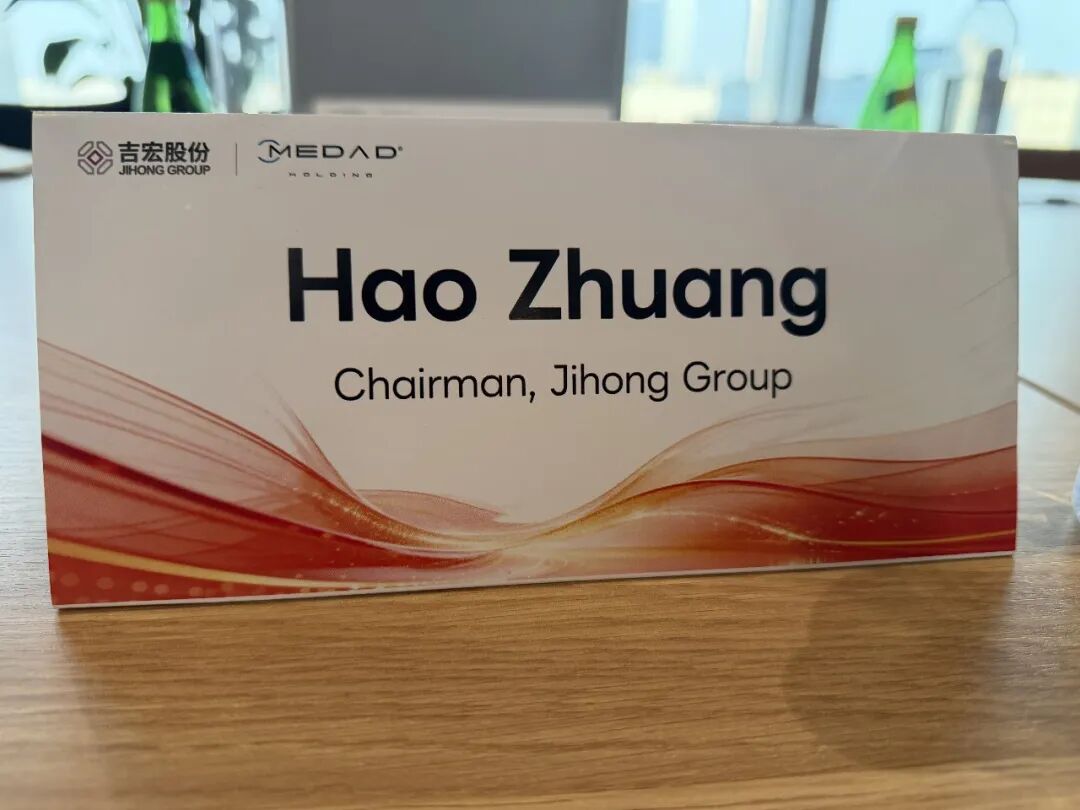 吉宏股份
JIHONG GROUP
MEDAD®
HOLDING
Hao Zhuang
Chairman, Jihong Group